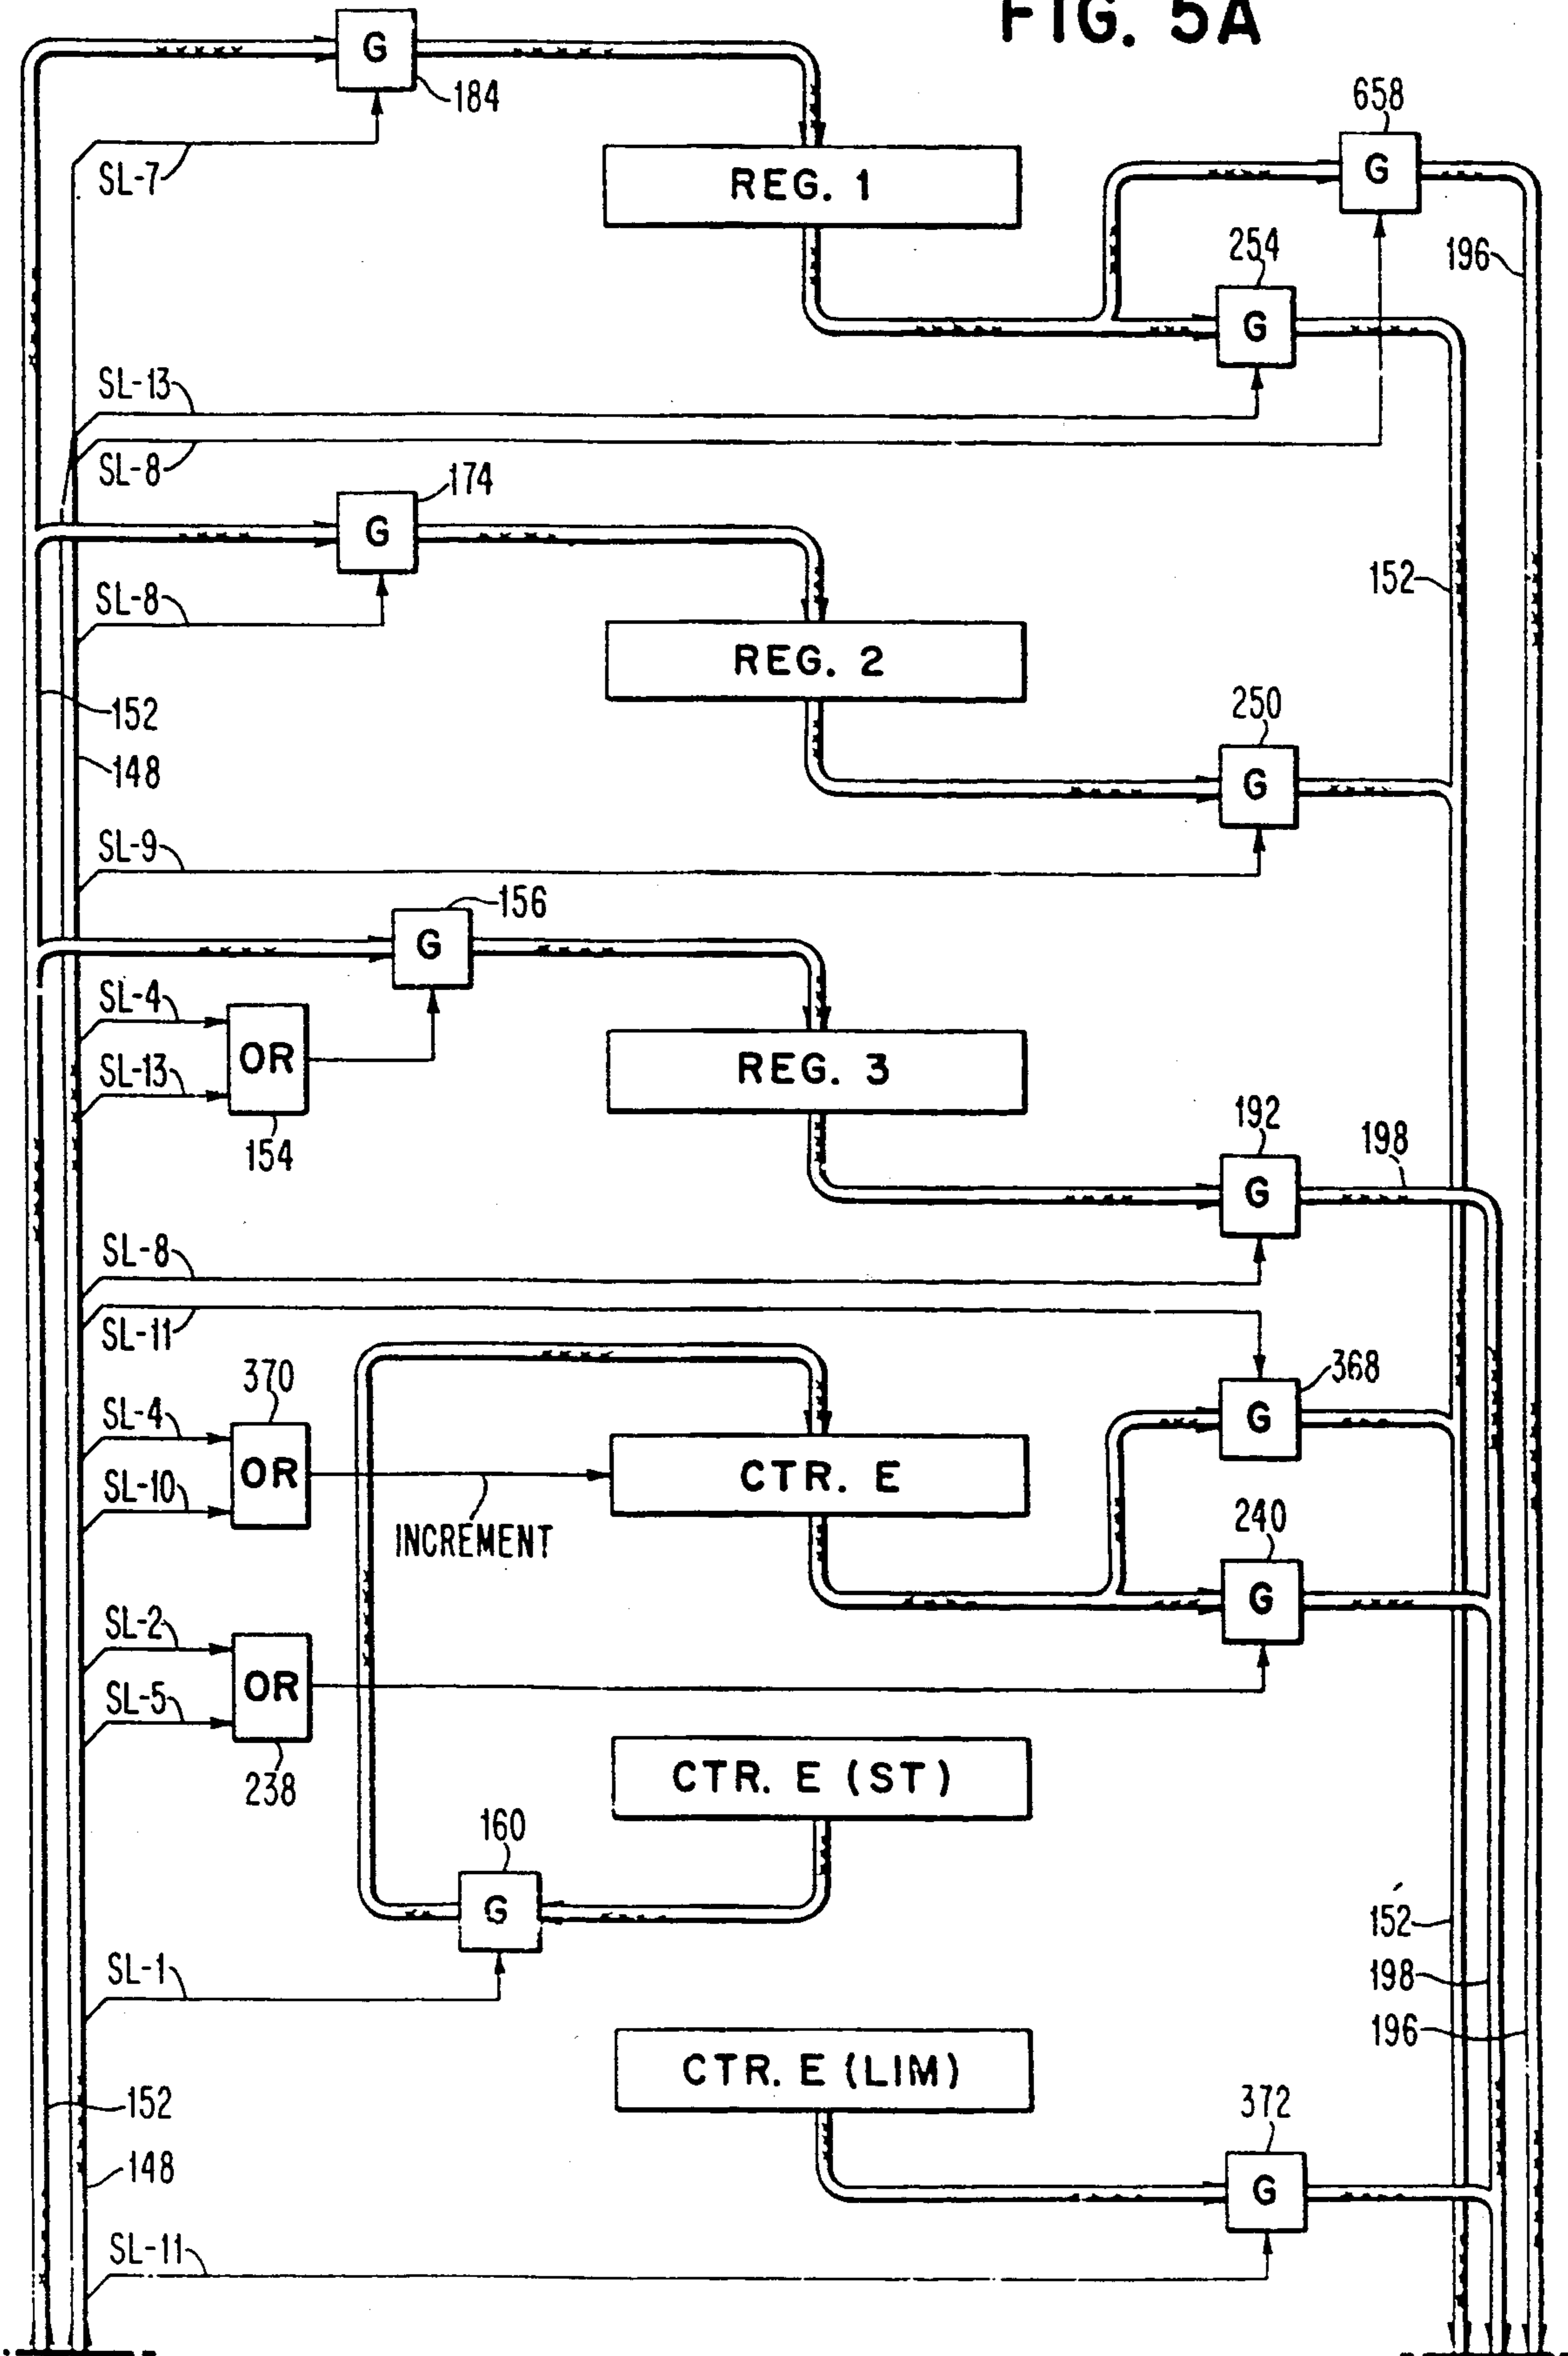 FIG. 5A
G
184
SL-7
REG. 1
658
G
196
254
G
SL-13
SL-8
174
G
SL-8
REG. 2
152
152
148
250
G
SL-9
156
G
SL-4
SL-13
OR
154
REG. 3
192
G
198
SL-8
SL-11
370
SL-4
SL-10
OR
INCREMENT
CTR. E
368
G
240
G
SL-2
SL-5
OR
238
CTR. E (ST)
160
G
SL-1
152
198
196
CTR. E (LIM)
152
148
372
G
SL-11